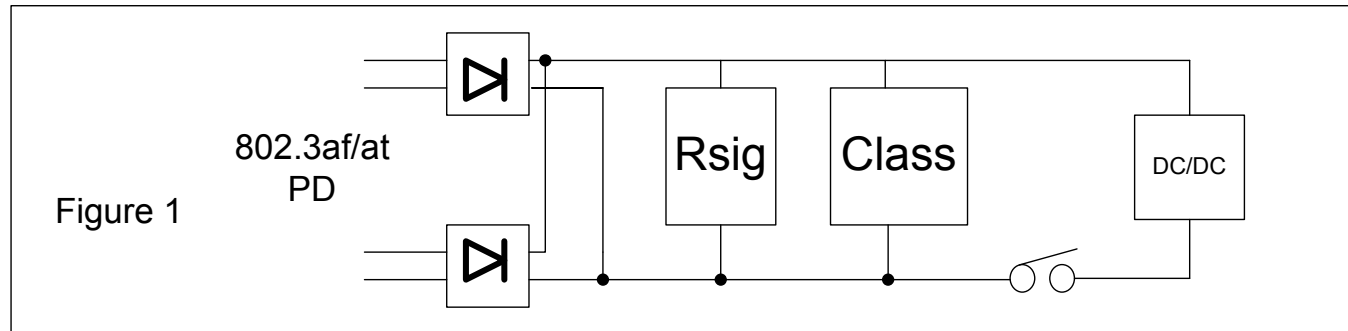 802.3af/at
PD
Figure 1
Rsig
Class
DC/DC